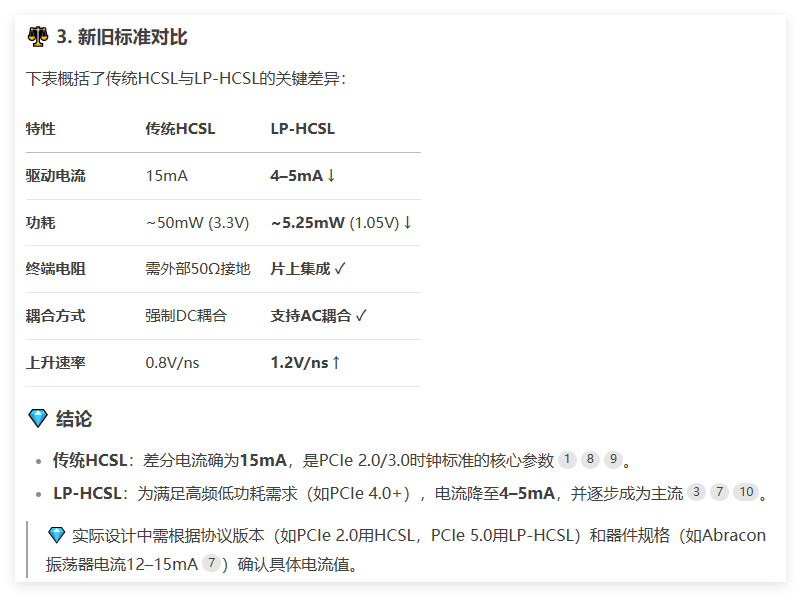 ⚖️ 3. 新旧标准对比
下表概括了传统HCSL与LP-HCSL的关键差异：
特性 传统HCSL LP-HCSL
驱动电流 15mA 4–5mA ↓
功耗 ~50mW (3.3V) ~5.25mW (1.05V) ↓
终端电阻 需外部50Ω接地 片上集成 ✓
耦合方式 强制DC耦合 支持AC耦合 ✓
上升速率 0.8V/ns 1.2V/ns ↑
💎 结论
• 传统HCSL：差分电流确为15mA，是PCIe 2.0/3.0时钟标准的核心参数 1 8 9 。
• LP-HCSL：为满足高频低功耗需求（如PCIe 4.0+），电流降至4–5mA，并逐步成为主流 3 7 10 。
💎 实际设计中需根据协议版本（如PCIe 2.0用HCSL，PCIe 5.0用LP-HCSL）和器件规格（如Abracon
振荡器电流12–15mA 7 ）确认具体电流值。